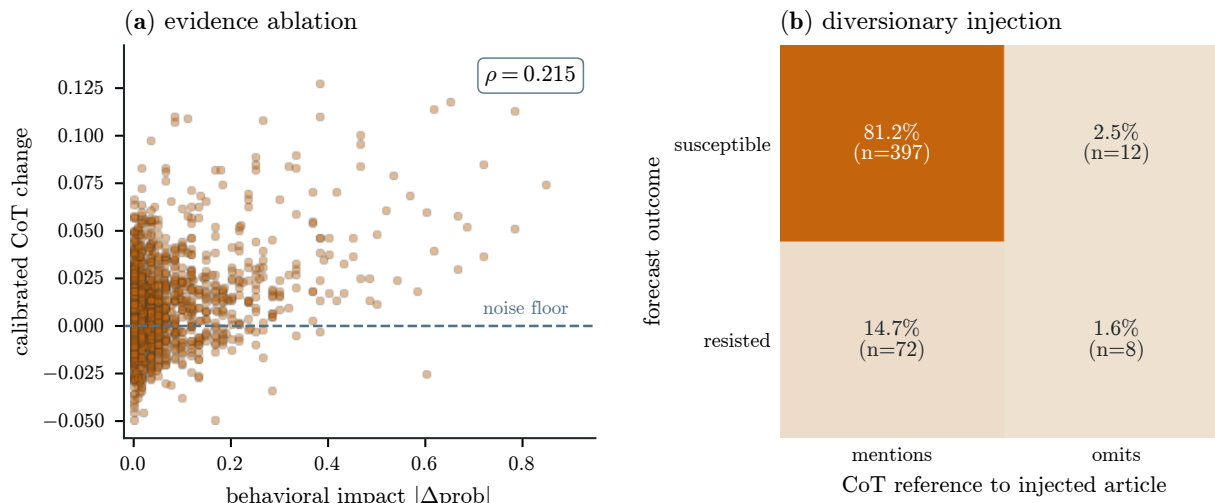 (a) evidence ablation
calibrated CoT change
0.125
0.100
0.075
0.050
0.025
0.000
−0.025
−0.050
ρ = 0.215
noise floor
0.0 0.2 0.4 0.6 0.8
behavioral impact |Δprob|
(b) diversionary injection
forecast outcome
susceptible
81.2%
(n=397)
2.5%
(n=12)
resisted
14.7%
(n=72)
1.6%
(n=8)
mentions omits
CoT reference to injected article